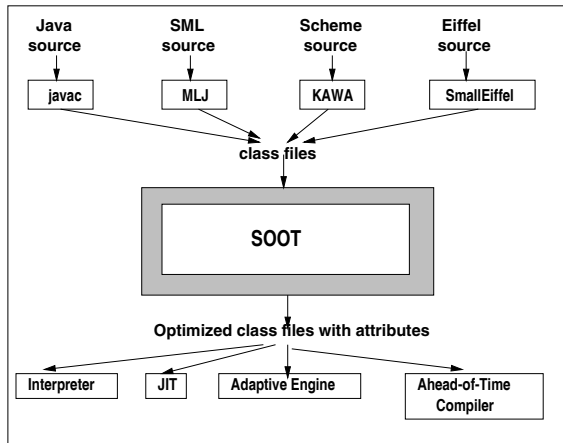 Java source
SML source
Scheme source
Eiffel source
javac
MLJ
KAWA
SmallEiffel
class files
SOOT
Optimized class files with attributes
Interpreter
JIT
Adaptive Engine
Ahead-of-Time
Compiler